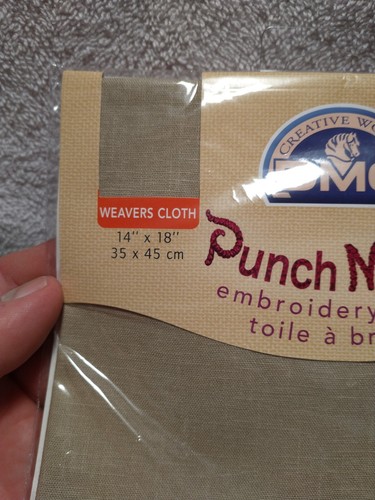 CREATIVE WO
DMC
WEAVERS CLOTH
14" x 18"
35 x 45 cm
Punch N
embroidery
toile à br